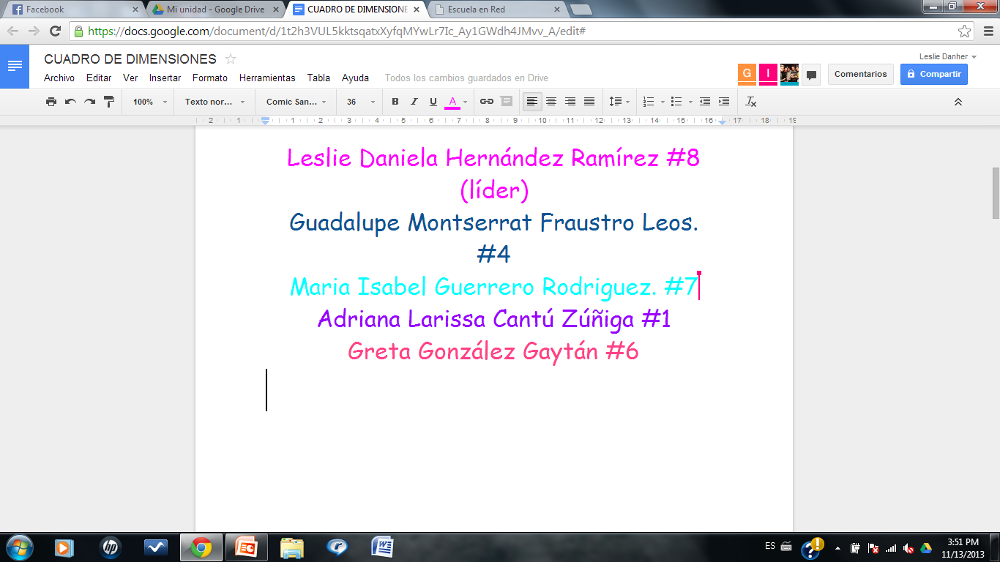 Facebook
Mi unidad - Google Drive
CUADRO DE DIMENSIONE
Escuela en Red
https://docs.google.com/document/d/1t2h3VUL5kktsqatxXyfqMYwLr7Ic_Ay1GWdh4JMvv_A/edit#
CUADRO DE DIMENSIONES
Leslie Danher
Archivo Editar Ver Insertar Formato Herramientas Tabla Ayuda Todos los cambios guardados en Drive
G I Comentarios Compartir
100% Texto nor... Comic San... 36 B I U A
2 1 1 2 3 4 5 6 7 8 9 10 11 12 13 14 15 16 17 18 19
Leslie Daniela Hernández Ramírez #8
(líder)
Guadalupe Montserrat Fraustro Leos.
#4
Maria Isabel Guerrero Rodriguez. #7
Adriana Larissa Cantú Zúñiga #1
Greta González Gaytán #6
hp
ES
3:51 PM
11/13/2013